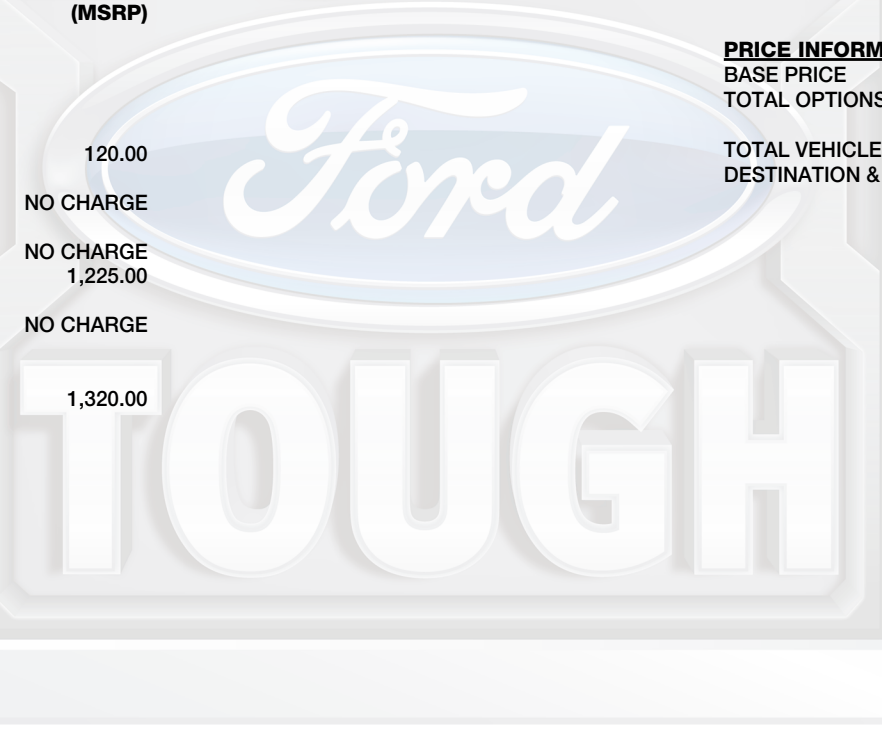 (MSRP)
120.00
NO CHARGE
NO CHARGE
1,225.00
NO CHARGE
1,320.00
PRICE INFORM
BASE PRICE
TOTAL OPTIONS
TOTAL VEHICLE
DESTINATION &
Ford
TOUGH